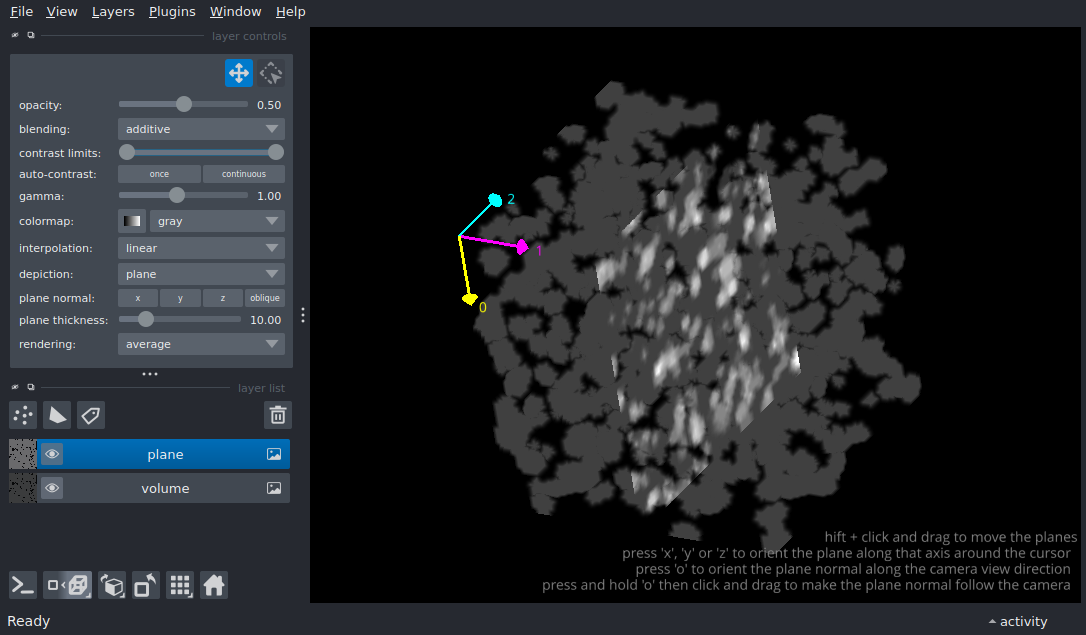 File View Layers Plugins Window Help
layer controls
opacity: 0.50
blending: additive
contrast limits:
auto-contrast: once continuous
gamma: 1.00
colormap: gray
interpolation: linear
depiction: plane
plane normal: x y z oblique
plane thickness: 10.00
rendering: average
layer list
plane
volume
2
1
0
hift + click and drag to move the planes
press 'x', 'y' or 'z' to orient the plane along that axis around the cursor
press 'o' to orient the plane normal along the camera view direction
press and hold 'o' then click and drag to make the plane normal follow the camera
Ready activity